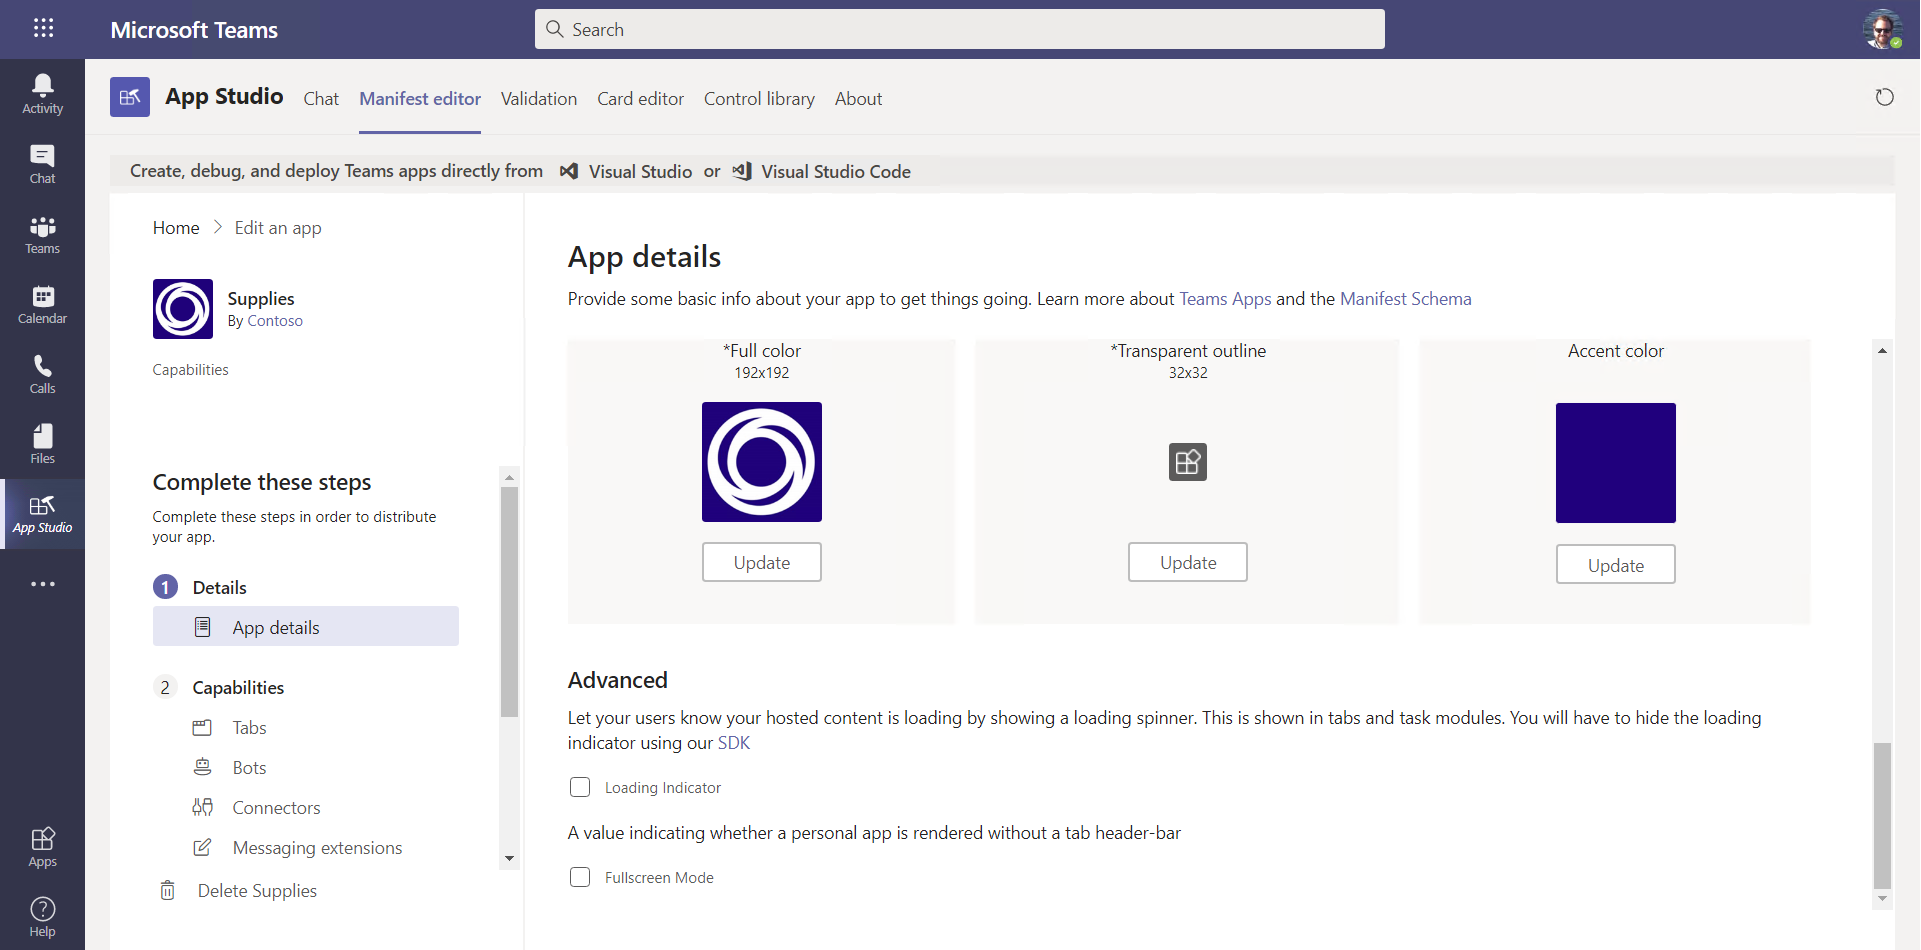 Microsoft Teams
Search
Activity
Chat
Teams
Calendar
Calls
Files
App Studio
Apps
Help
App Studio
Chat
Manifest editor
Validation
Card editor
Control library
About
Create, debug, and deploy Teams apps directly from Visual Studio or Visual Studio Code
Home > Edit an app
Supplies
By Contoso
Capabilities
Complete these steps
Complete these steps in order to distribute
your app.
1 Details
App details
2 Capabilities
Tabs
Bots
Connectors
Messaging extensions
Delete Supplies
App details
Provide some basic info about your app to get things going. Learn more about Teams Apps and the Manifest Schema
*Full color
192x192
Update
*Transparent outline
32x32
Update
Accent color
Update
Advanced
Let your users know your hosted content is loading by showing a loading spinner. This is shown in tabs and task modules. You will have to hide the loading
indicator using our SDK
Loading Indicator
A value indicating whether a personal app is rendered without a tab header-bar
Fullscreen Mode